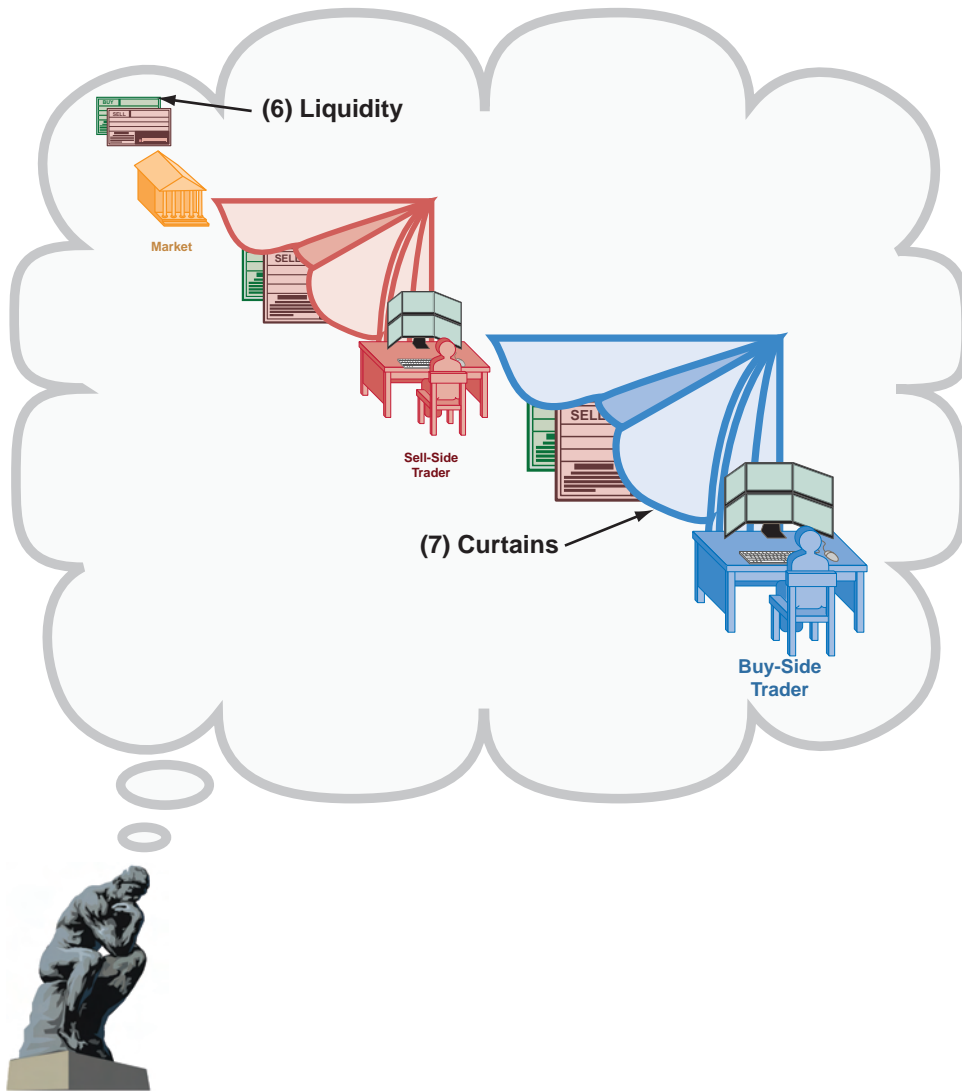 BUY
SELL
(6) Liquidity
Market
SELL
Sell-Side
Trader
SELL
(7) Curtains
Buy-Side
Trader